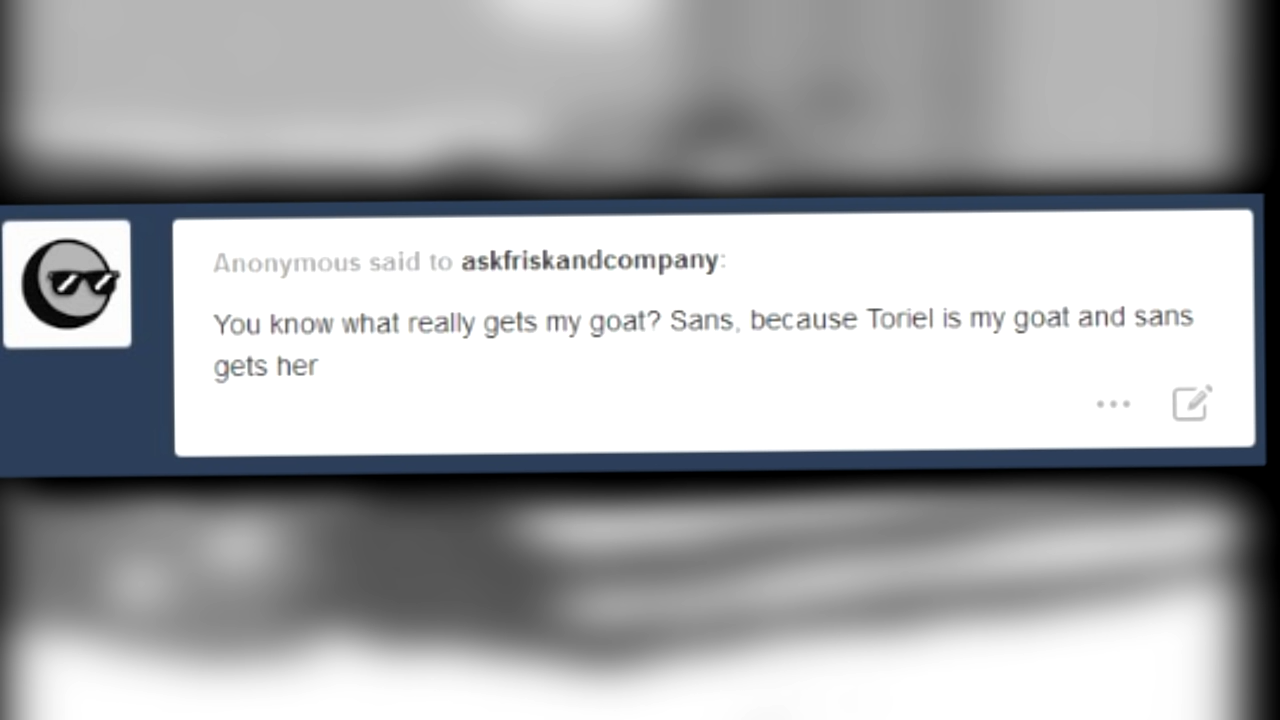 Anonymous said to askfriskandcompany:
You know what really gets my goat? Sans, because Toriel is my goat and sans
gets her